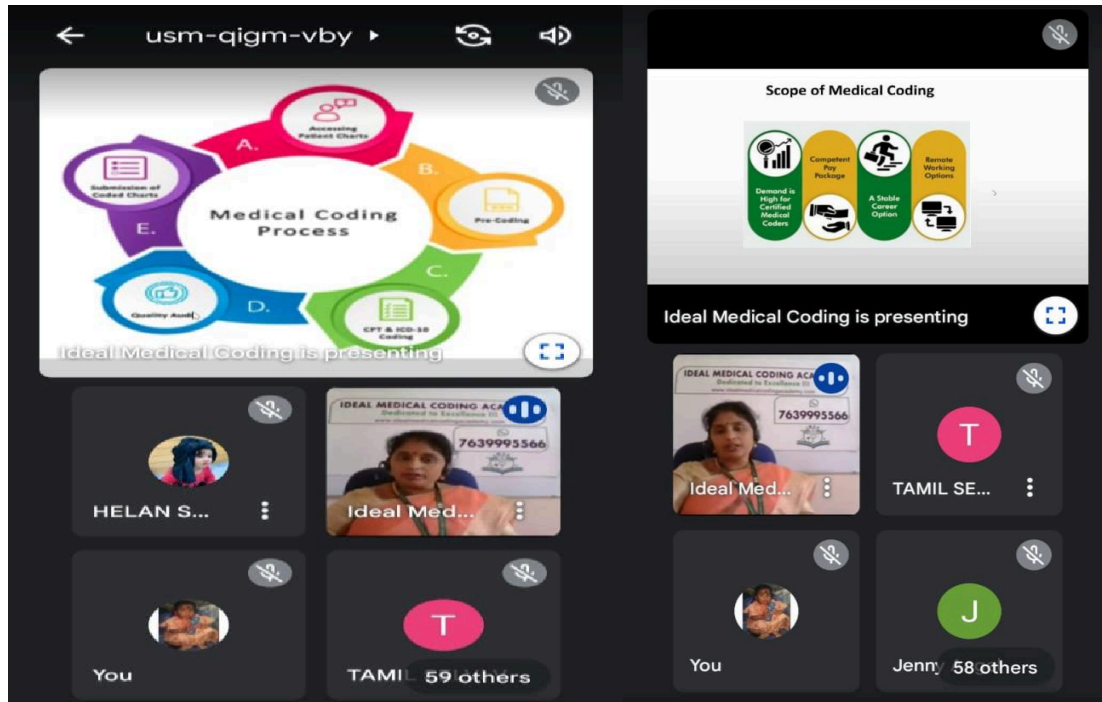 usm-qigm-vby
Accessing
Patient Charts
A.
B.
Pre-Coding
C.
CPT & ICD-10
Coding
D.
Quality Audit
E.
Submission of
Coded Charts
Medical Coding
Process
Ideal Medical Coding is presenting
HELAN S...
IDEAL MEDICAL CODING ACA
Dedicated to Excellence !!!
7639995566
Ideal Med...
You
TAMIL
59 others
Scope of Medical Coding
Demand is
High for
Certified
Medical
Coders
Competent
Pay
Package
A Stable
Career
Option
Remote
Working
Options
Ideal Medical Coding is presenting
IDEAL MEDICAL CODING ACA
Dedicated to Excellence !!!
7639995566
Ideal Med...
T
TAMIL SE...
You
J
Jenny
58 others